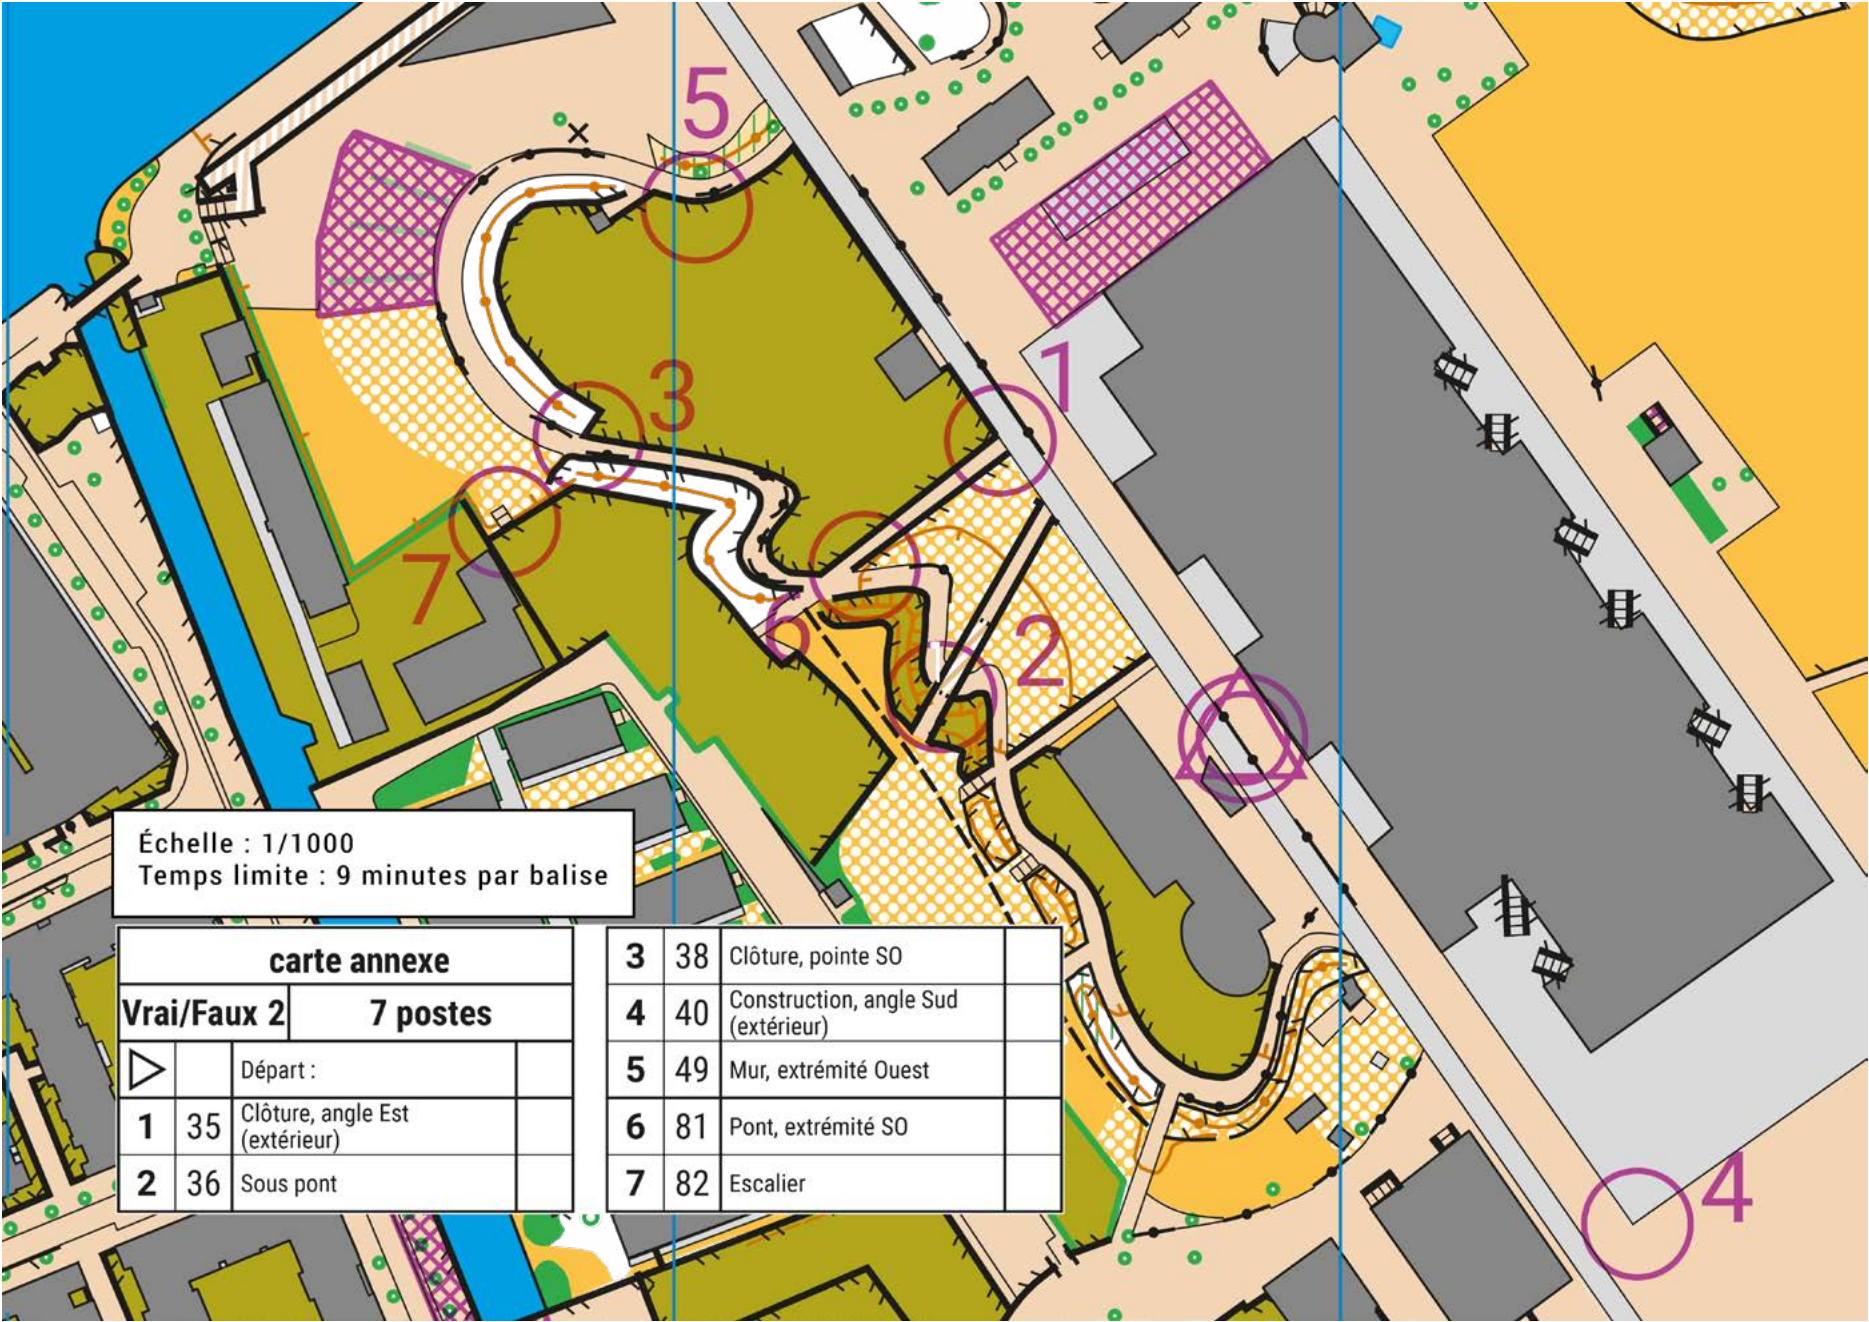 5
1
3
7
2
6
4
Échelle : 1/1000
Temps limite : 9 minutes par balise
carte annexe
Vrai/Faux 2 7 postes
Départ :
1 35 Clôture, angle Est
(extérieur)
2 36 Sous pont
3 38 Clôture, pointe SO
4 40 Construction, angle Sud
(extérieur)
5 49 Mur, extrémité Ouest
6 81 Pont, extrémité SO
7 82 Escalier